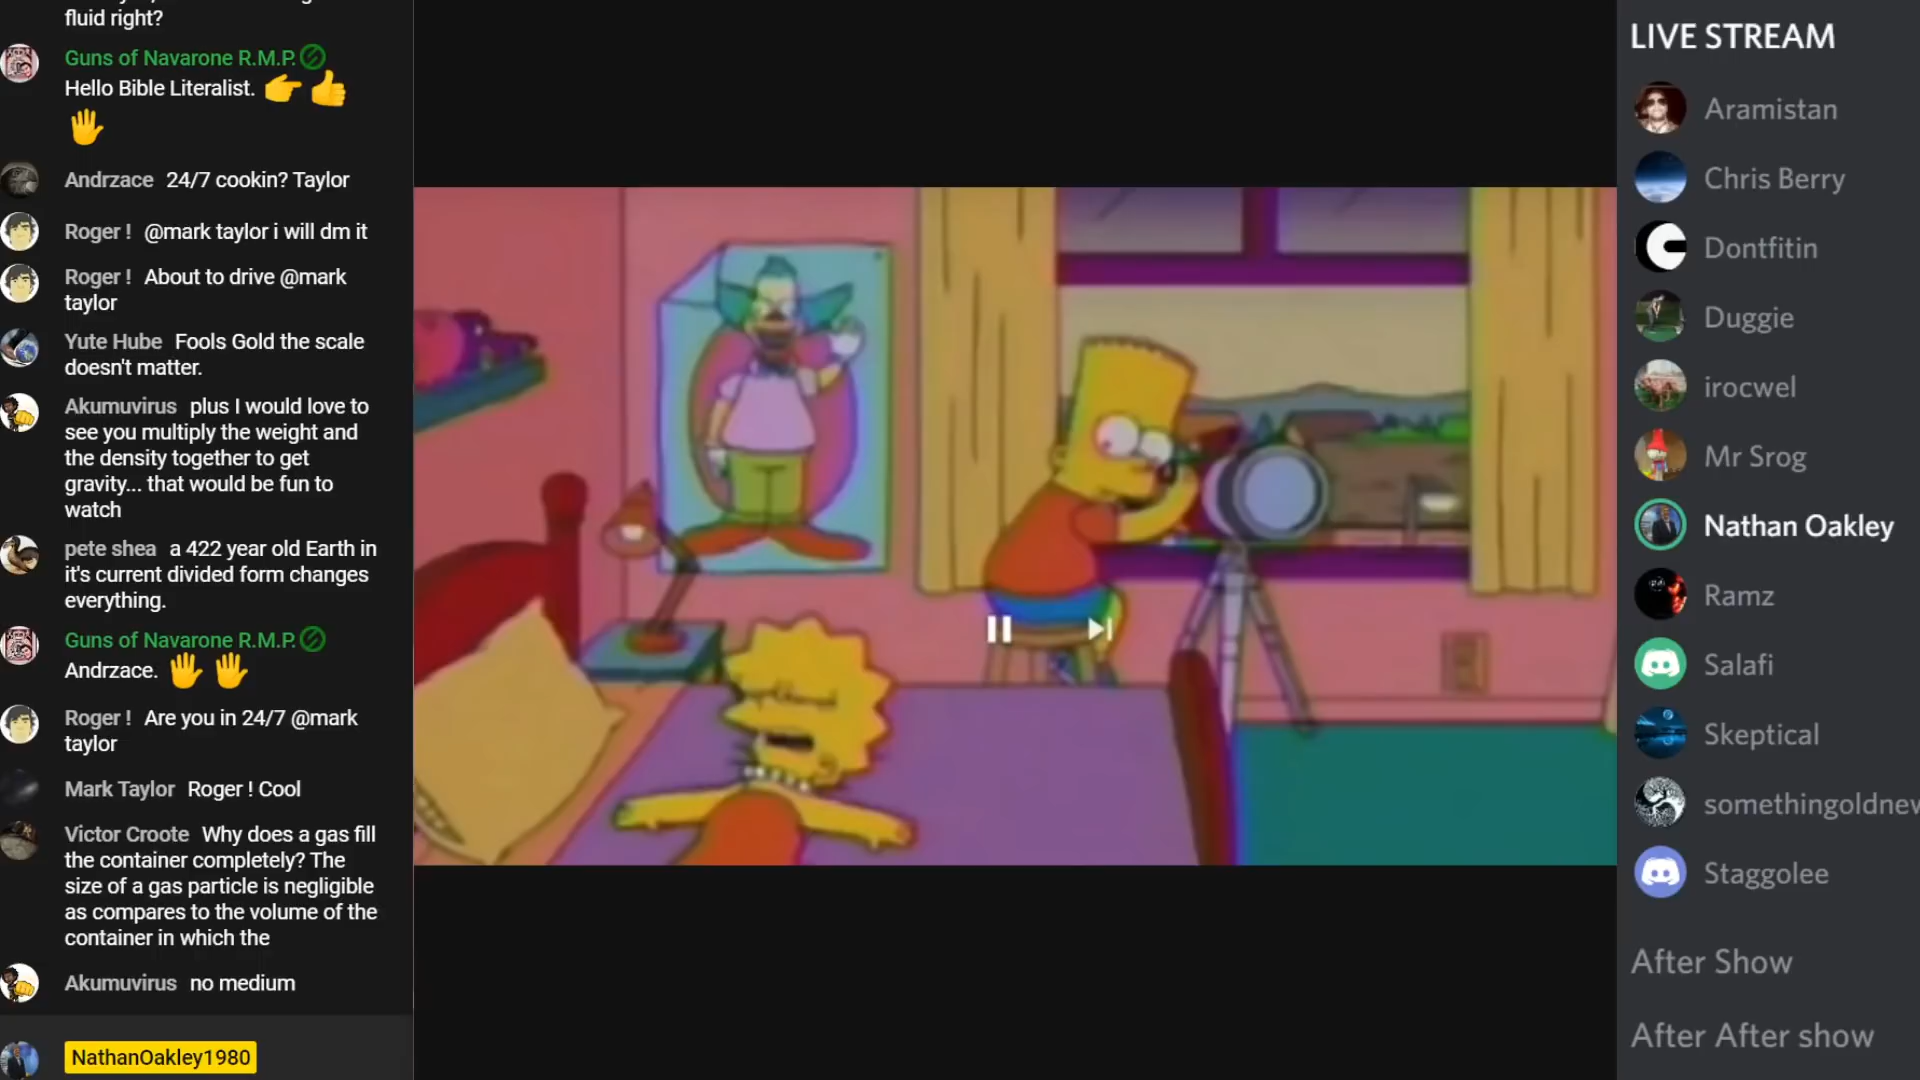 fluid right?
Guns of Navarone R.M.P.
Hello Bible Literalist.
Andrzace 24/7 cookin? Taylor
Roger ! @mark taylor i will dm it
Roger ! About to drive @mark
taylor
Yute Hube Fools Gold the scale
doesn't matter.
Akumuvirus plus I would love to
see you multiply the weight and
the density together to get
gravity... that would be fun to
watch
pete shea a 422 year old Earth in
it's current divided form changes
everything.
Guns of Navarone R.M.P.
Andrzace.
Roger ! Are you in 24/7 @mark
taylor
Mark Taylor Roger ! Cool
Victor Croote Why does a gas fill
the container completely? The
size of a gas particle is negligible
as compares to the volume of the
container in which the
Akumuvirus no medium
NathanOakley1980
LIVE STREAM
Aramistan
Chris Berry
Dontfitin
Duggie
irocwel
Mr Srog
Nathan Oakley
Ramz
Salafi
Skeptical
somethingoldnew
Staggolee
After Show
After After show